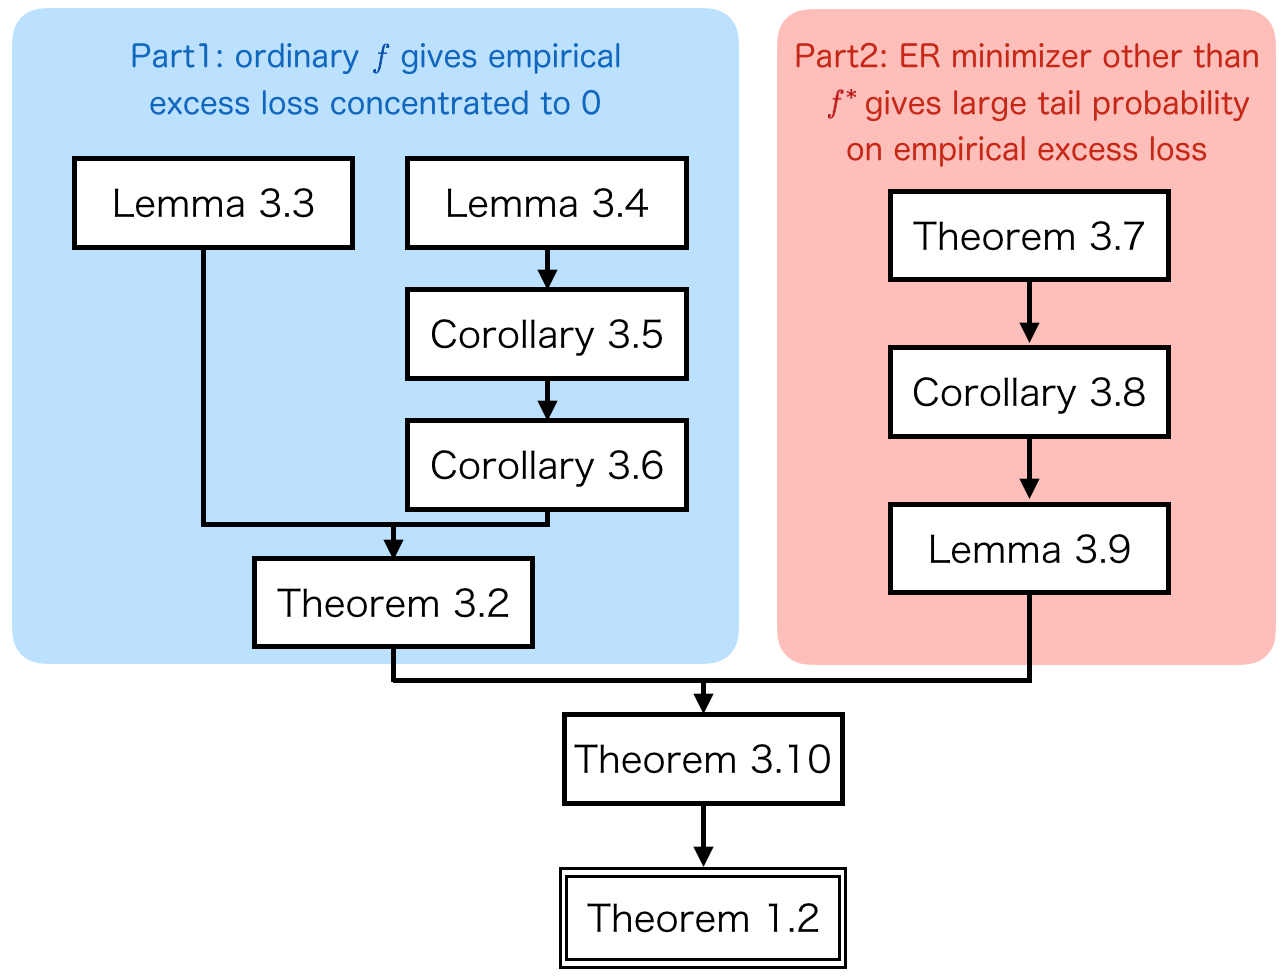 Part1: ordinary f gives empirical
excess loss concentrated to 0
Lemma 3.3
Lemma 3.4
Corollary 3.5
Corollary 3.6
Theorem 3.2
Part2: ER minimizer other than
f* gives large tail probability
on empirical excess loss
Theorem 3.7
Corollary 3.8
Lemma 3.9
Theorem 3.10
Theorem 1.2